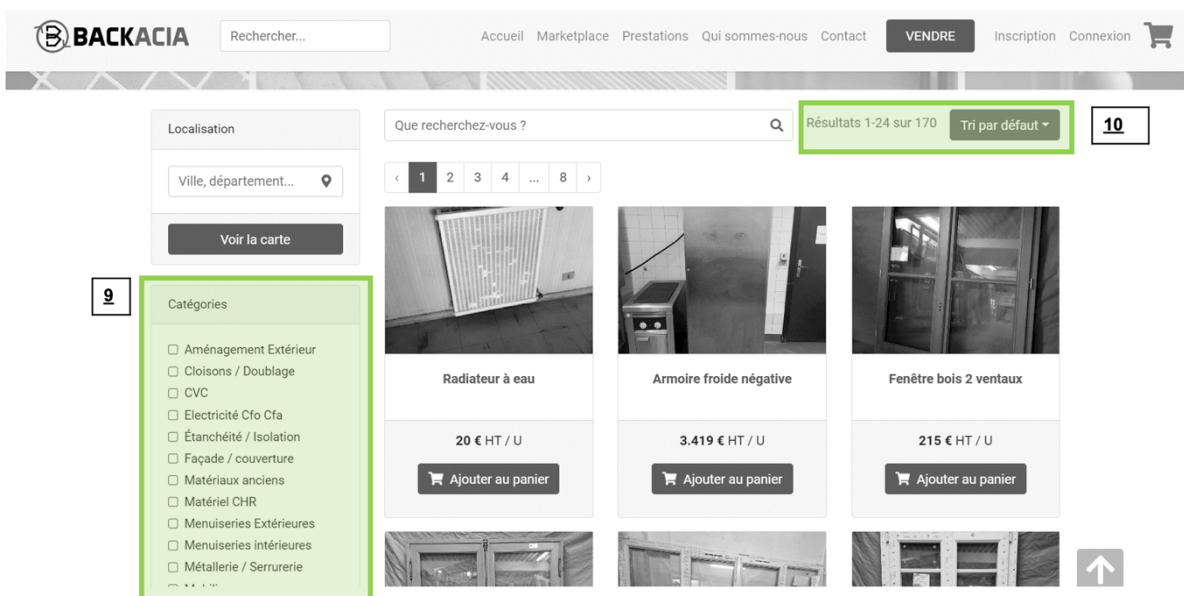 BACKACIA
Rechercher...
Accueil Marketplace Prestations Qui sommes-nous Contact VENDRE Inscription Connexion
Localisation
Ville, département...
Voir la carte
Que recherchez-vous ?
Résultats 1-24 sur 170
Tri par défaut
10
‹ 1 2 3 4 ... 8 ›
9
Catégories
Aménagement Extérieur
Cloisons / Doublage
CVC
Electricité Cfo Cfa
Étanchéité / Isolation
Façade / couverture
Matériaux anciens
Matériel CHR
Menuiseries Extérieures
Menuiseries intérieures
Métallerie / Serrurerie
Radiateur à eau
20 € HT / U
Ajouter au panier
Armoire froide négative
3.419 € HT / U
Ajouter au panier
Fenêtre bois 2 ventaux
215 € HT / U
Ajouter au panier